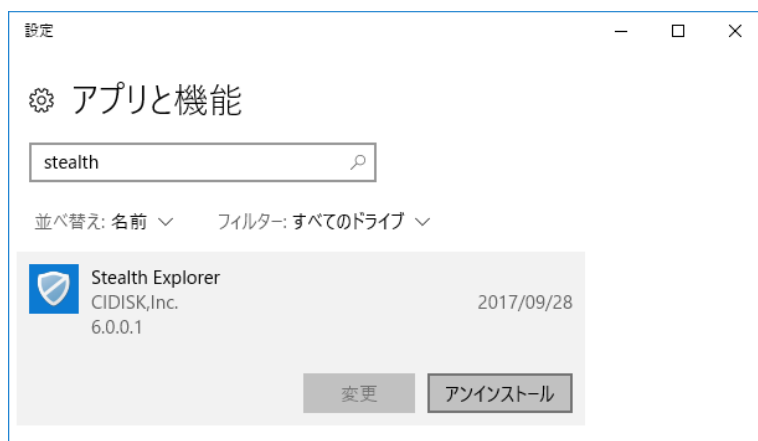 設定
アプリと機能
stealth
並べ替え: 名前 フィルター: すべてのドライブ
Stealth Explorer
CIDISK,Inc. 2017/09/28
6.0.0.1
変更 アンインストール